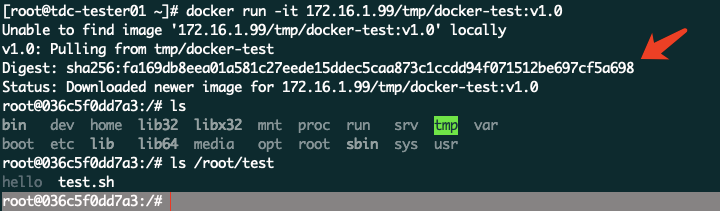 [root@tdc-tester01 ~]# docker run -it 172.16.1.99/tmp/docker-test:v1.0
Unable to find image '172.16.1.99/tmp/docker-test:v1.0' locally
v1.0: Pulling from tmp/docker-test
Digest: sha256:fa169db8eea01a581c27eede15ddec5caa873c1ccdd94f071512be697cf5a698
Status: Downloaded newer image for 172.16.1.99/tmp/docker-test:v1.0
root@036c5f0dd7a3:/# ls
bin dev home lib32 libx32 mnt proc run srv tmp var
boot etc lib lib64 media opt root sbin sys usr
root@036c5f0dd7a3:/# ls /root/test
hello test.sh
root@036c5f0dd7a3:/#